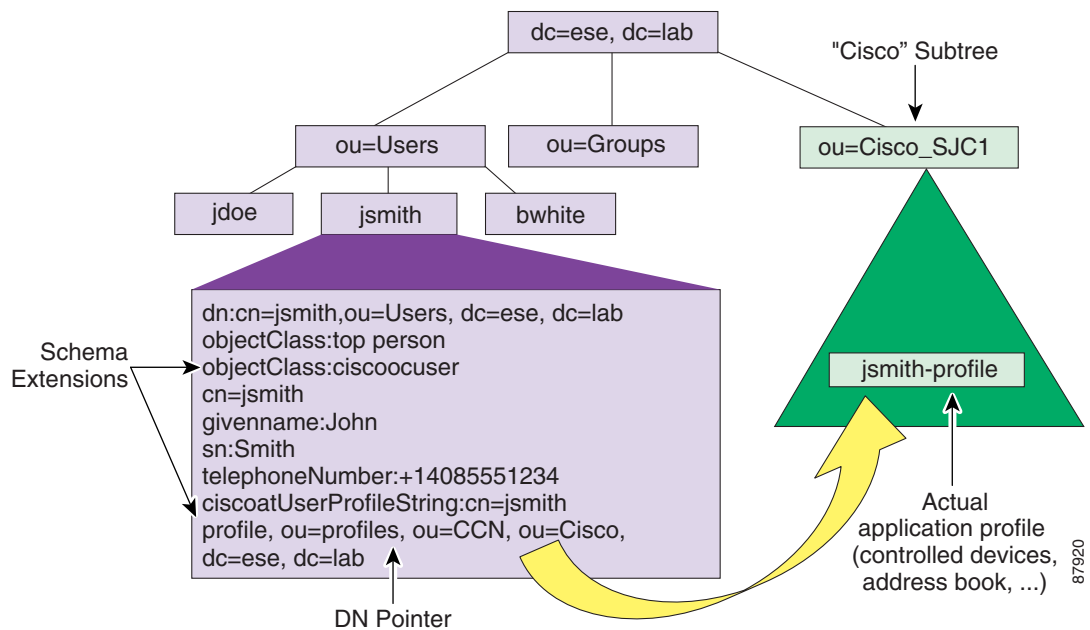 dc=ese, dc=lab
"Cisco” Subtree
ou=Users
ou=Groups
ou=Cisco_SJC1
jdoe
jsmith
bwhite
dn:cn=jsmith,ou=Users, dc=ese, dc=lab
objectClass:top person
objectClass:ciscoocuser
cn=jsmith
givenname:John
sn:Smith
telephoneNumber:+14085551234
ciscoatUserProfileString:cn=jsmith
profile, ou=profiles, ou=CCN, ou=Cisco,
dc=ese, dc=lab
Schema
Extensions
DN Pointer
jsmith-profile
Actual
application profile
(controlled devices,
address book, ...)
87920